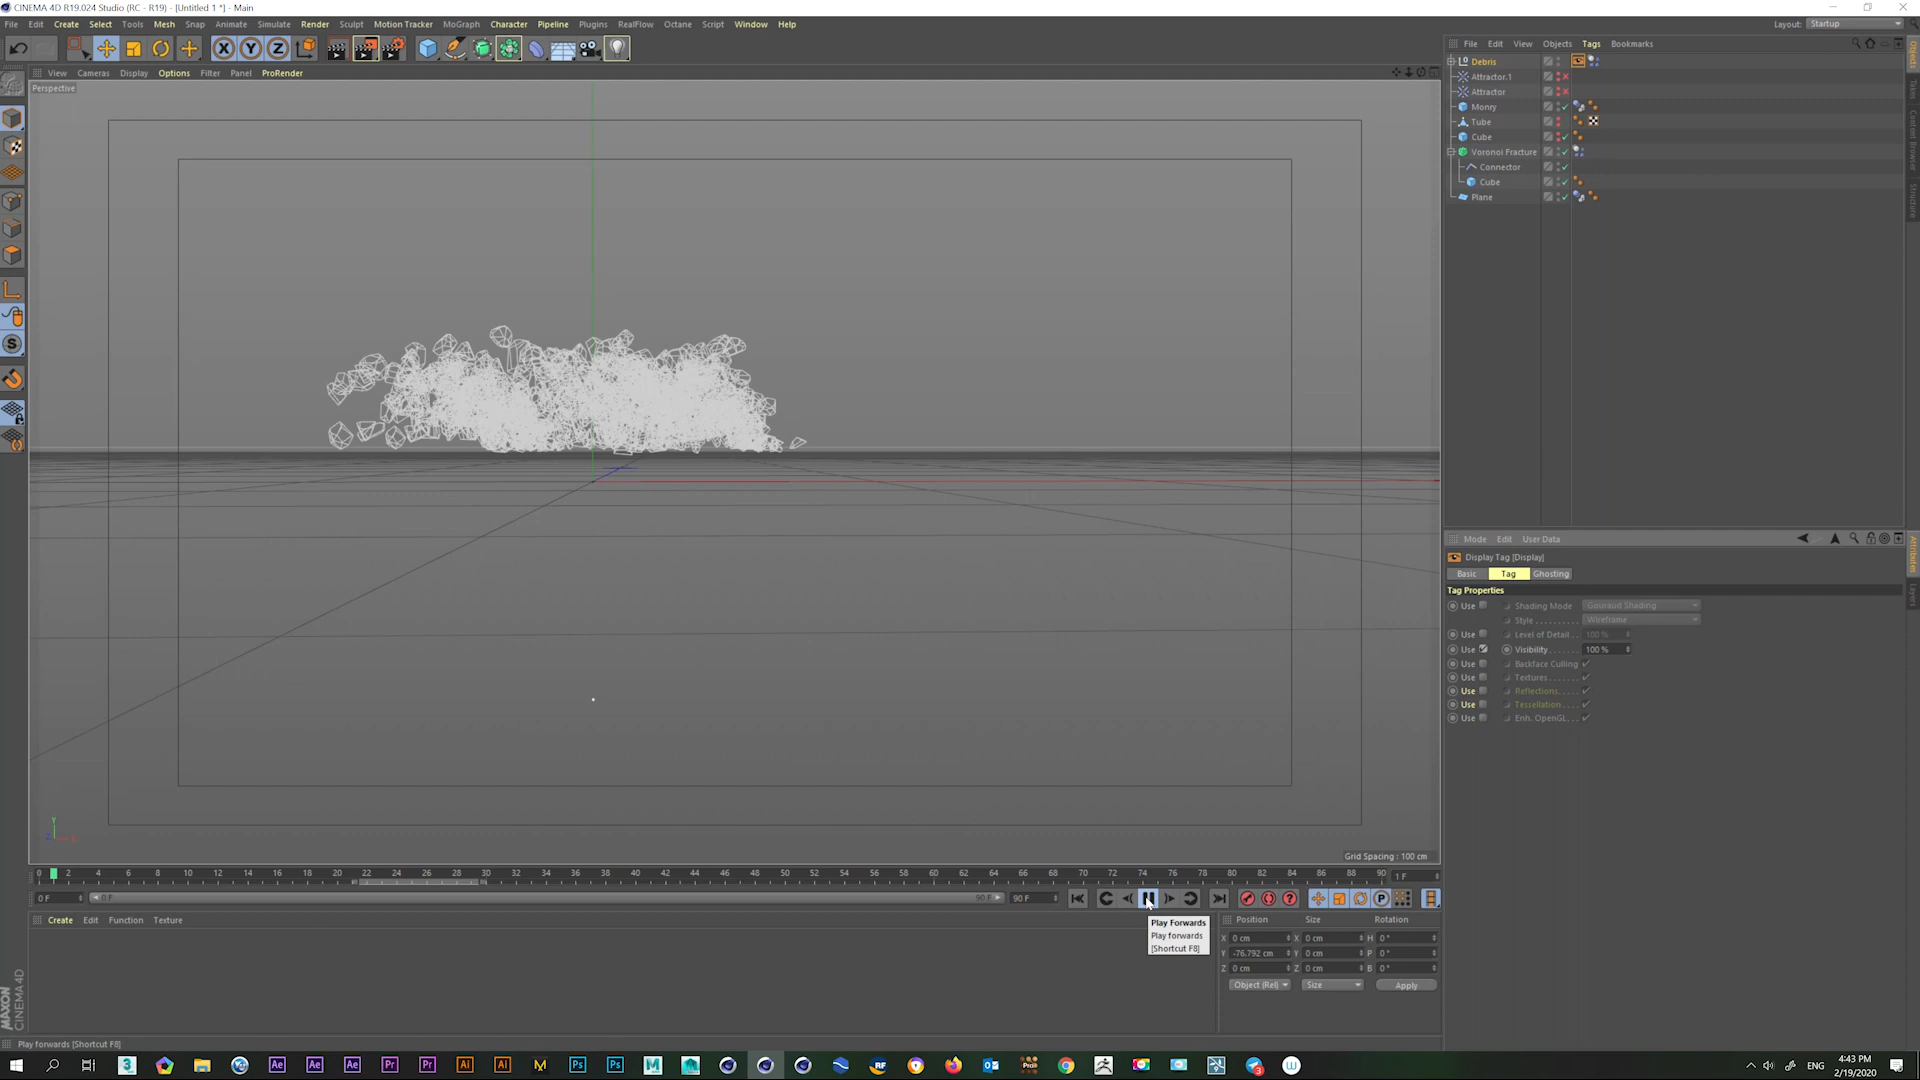 CINEMA 4D R19.024 Studio (RC - R19) - [Untitled 1 *] - Main
File Edit Create Select Tools Mesh Snap Animate Simulate Render Sculpt Motion Tracker MoGraph Character Pipeline Plugins RealFlow Octane Script Window Help
Layout: Startup
File Edit View Objects Tags Bookmarks
View Cameras Display Options Filter Panel ProRender
Perspective
Debris
Attractor.1
Attractor
Monry
Tube
Cube
Voronoi Fracture
Connector
Cube
Plane
Objects
Takes
Content Browser
Structure
Mode Edit User Data
Display Tag [Display]
Basic Tag Ghosting
Tag Properties
Use Shading Mode Gouraud Shading
Style Wireframe
Use Level of Detail 100 %
Use Visibility 100 %
Use Backface Culling
Use Textures
Use Reflections
Use Tessellation
Use Enh. OpenGL
Attributes
Layers
Y
Grid Spacing : 100 cm
0 2 4 6 8 10 12 14 16 18 20 22 24 26 28 30 32 34 36 38 40 42 44 46 48 50 52 54 56 58 60 62 64 66 68 70 72 74 76 78 80 82 84 86 88 90 1 F
0 F 0 F 90 F 90 F
Create Edit Function Texture
Play Forwards
Play forwards
[Shortcut F8]
Position Size Rotation
X 0 cm X 0 cm H 0 °
Y -76.792 cm Y 0 cm P 0 °
Z 0 cm Z 0 cm B 0 °
Object (Rel) Size Apply
MAXON
CINEMA 4D
Play forwards [Shortcut F8]
ENG
4:43 PM
2/19/2020